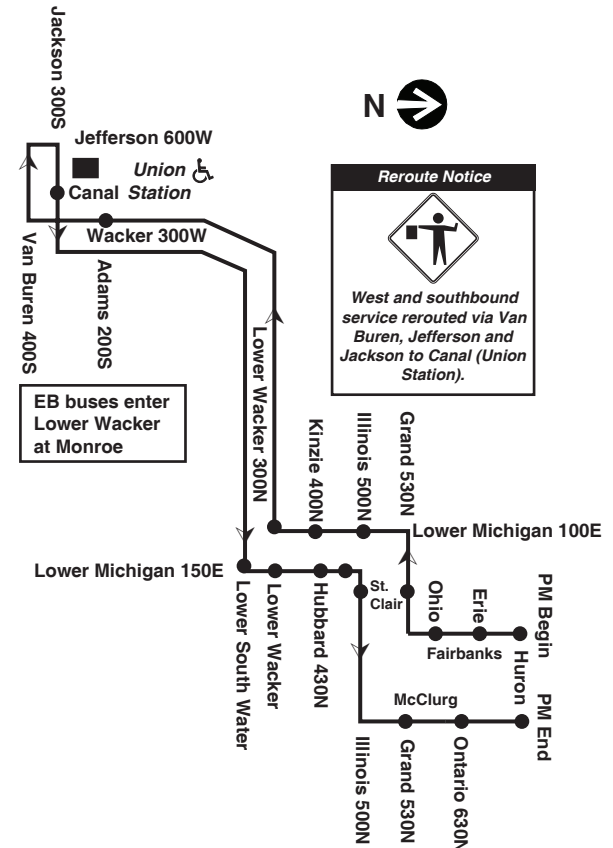 Jackson 300S
N
Jefferson 600W
Union
Canal Station
Wacker 300W
Van Buren 400S
Adams 200S
Reroute Notice
West and southbound
service rerouted via Van
Buren, Jefferson and
Jackson to Canal (Union
Station).
EB buses enter
Lower Wacker
at Monroe
Lower Wacker 300N
Kinzie 400N
Illinois 500N
Grand 530N
Lower Michigan 100E
Lower Michigan 150E
Lower South Water
Lower Wacker
Hubbard 430N
St.
Clair
Ohio
Erie
PM Begin
Fairbanks
Huron
PM End
McClurg
Illinois 500N
Grand 530N
Ontario 630N